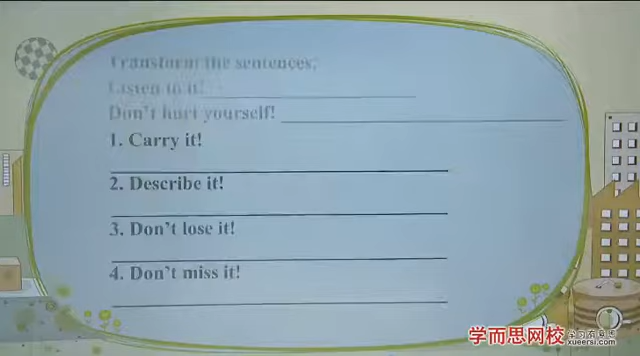 Transform the sentences.
Listen to it!
Don't hurt yourself!
1. Carry it!
2. Describe it!
3. Don't lose it!
4. Don't miss it!
学而思网校
xueersi.com